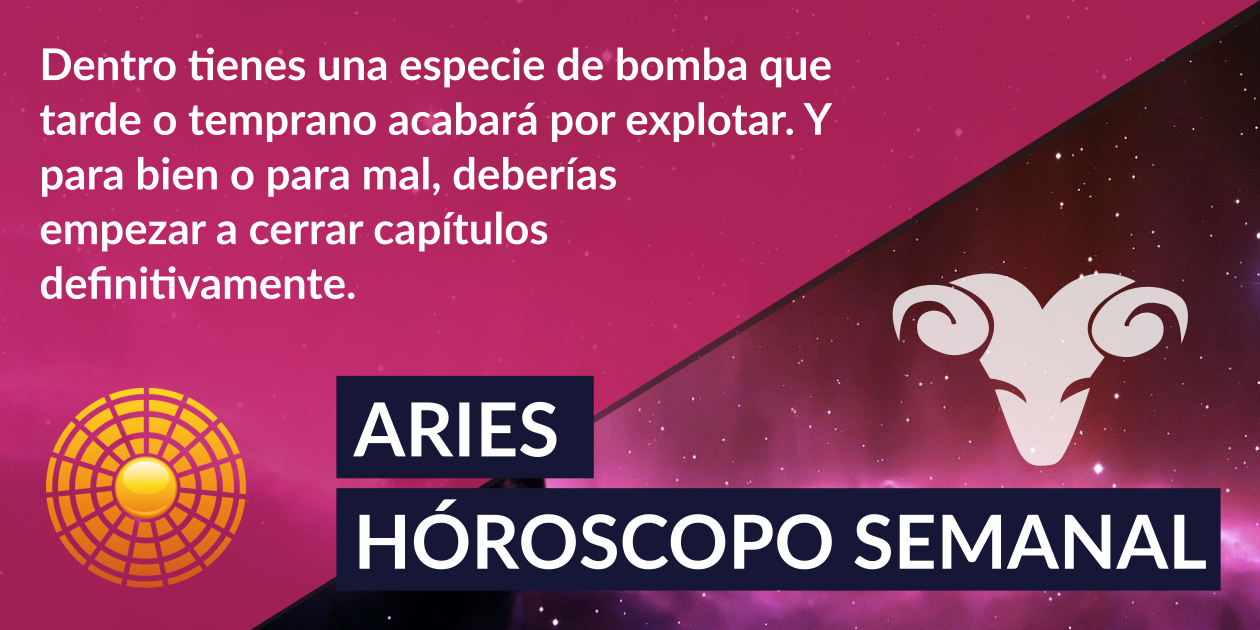 Dentro tienes una especie de bomba que
tarde o temprano acabará por explotar. Y
para bien o para mal, deberías
empezar a cerrar capítulos
definitivamente.
ARIES
HÓROSCOPO SEMANAL